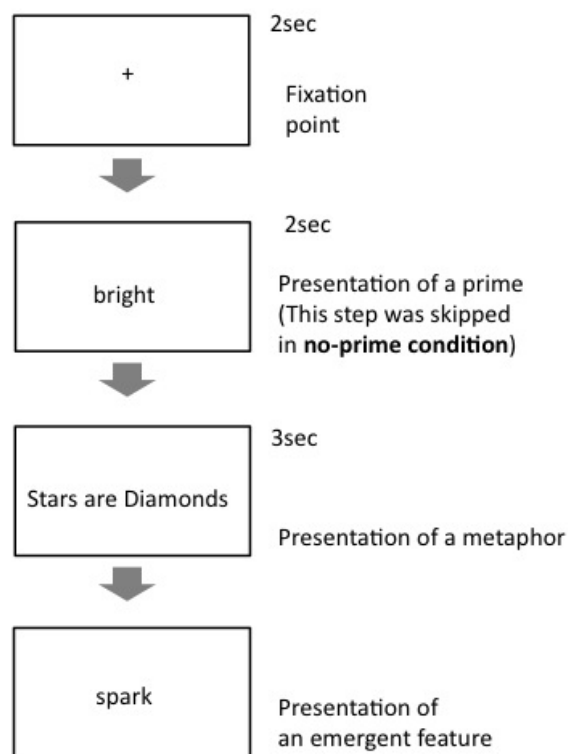 2sec
+
Fixation
point
2sec
bright
Presentation of a prime
(This step was skipped
in no-prime condition)
3sec
Stars are Diamonds
Presentation of a metaphor
spark
Presentation of
an emergent feature